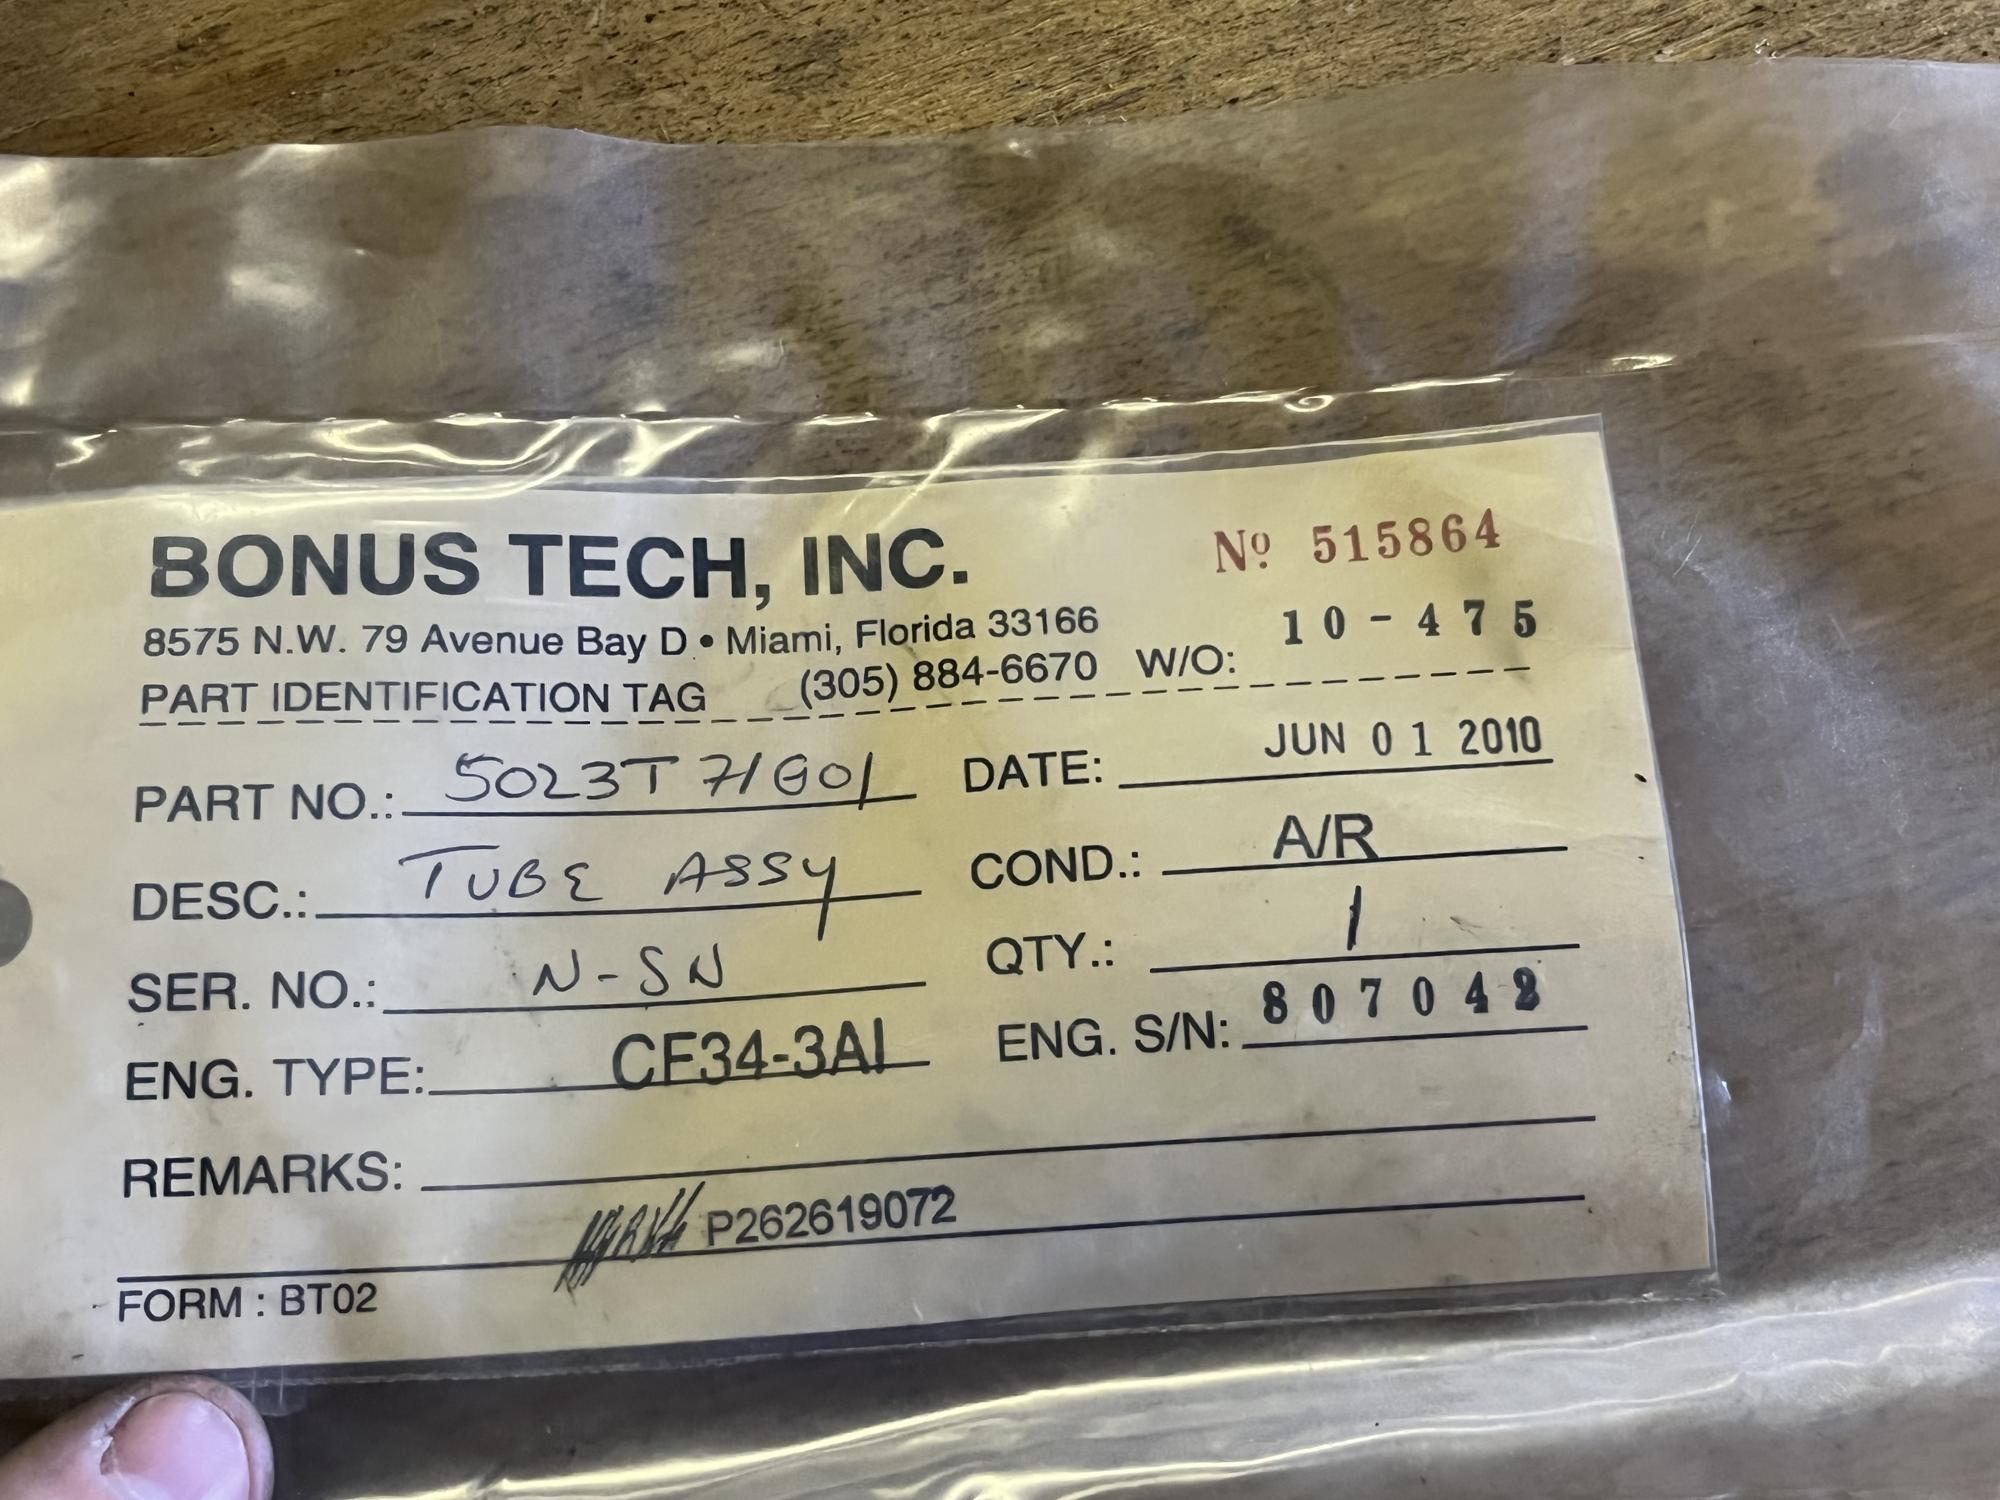 BONUS TECH, INC. Nº 515864
8575 N.W. 79 Avenue Bay D • Miami, Florida 33166
PART IDENTIFICATION TAG (305) 884-6670 W/O: 10-475
PART NO.: 5023T71G01 DATE: JUN 01 2010
DESC.: TUBE ASSY COND.: A/R
SER. NO.: N-SN QTY.: 1
ENG. TYPE: CF34-3A1 ENG. S/N: 807042
REMARKS:
P262619072
FORM : BT02